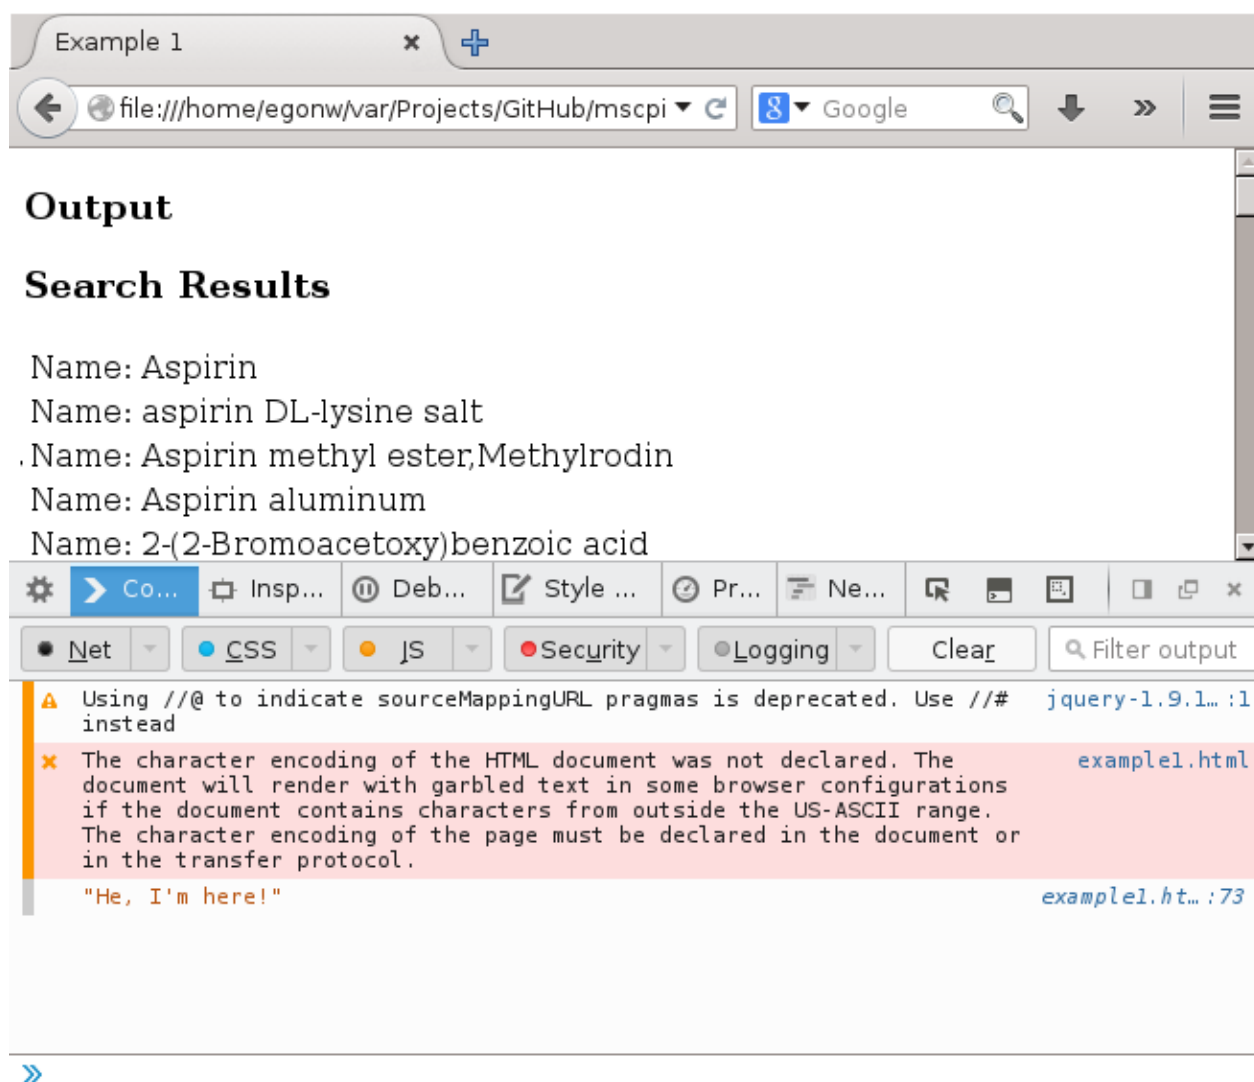 Example 1
file:///home/egonw/var/Projects/GitHub/mscpi
8 Google
Output
Search Results
Name: Aspirin
Name: aspirin DL-lysine salt
Name: Aspirin methyl ester,Methylrodin
Name: Aspirin aluminum
Name: 2-(2-Bromoacetoxy)benzoic acid
Co... Insp... Deb... Style ... Pr... Ne...
Net CSS JS Security Logging Clear Filter output
Using //@ to indicate sourceMappingURL pragmas is deprecated. Use //# jquery-1.9.1…:1
instead
The character encoding of the HTML document was not declared. The example1.html
document will render with garbled text in some browser configurations
if the document contains characters from outside the US-ASCII range.
The character encoding of the page must be declared in the document or
in the transfer protocol.
"He, I'm here!" example1.ht…:73